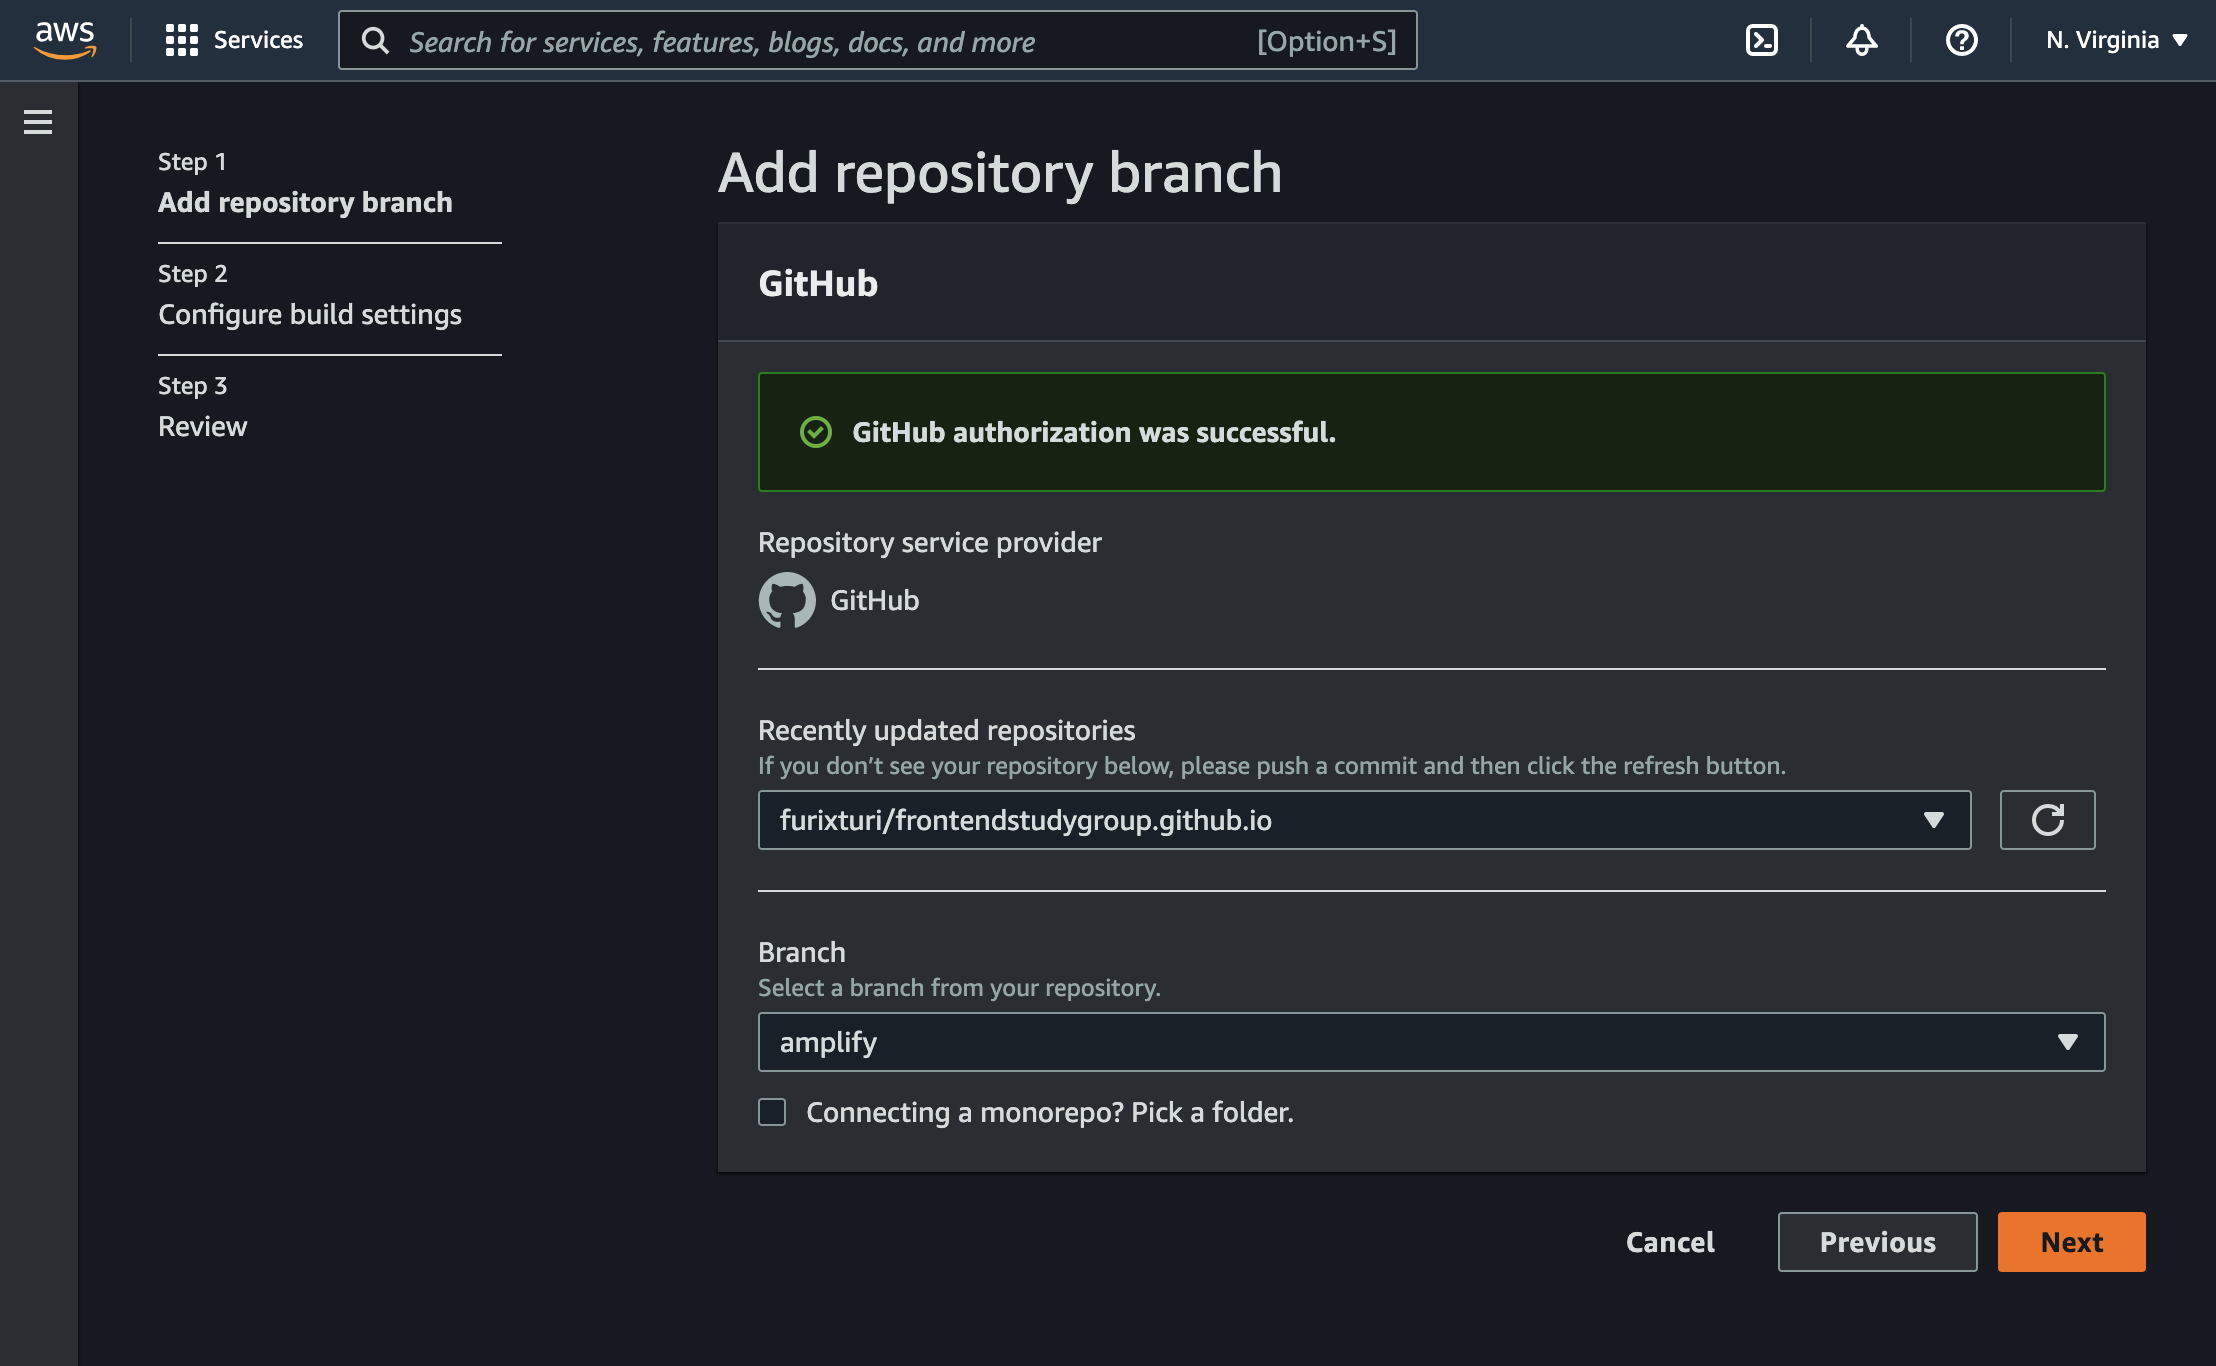 aws
Services
Search for services, features, blogs, docs, and more
[Option+S]
N. Virginia
Step 1
Add repository branch
Step 2
Configure build settings
Step 3
Review
Add repository branch
GitHub
GitHub authorization was successful.
Repository service provider
GitHub
Recently updated repositories
If you don’t see your repository below, please push a commit and then click the refresh button.
furixturi/frontendstudygroup.github.io
Branch
Select a branch from your repository.
amplify
Connecting a monorepo? Pick a folder.
Cancel
Previous
Next